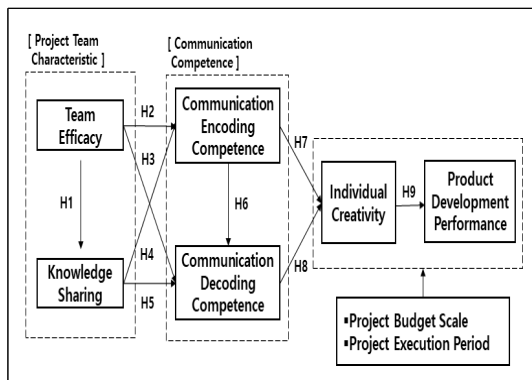 [ Project Team
Characteristic ]
[ Communication
Competence ]
Team
Efficacy
H2
H3
Communication
Encoding
Competence
H7
H1
H6
Individual
Creativity
H9
Product
Development
Performance
H4
H5
Knowledge
Sharing
Communication
Decoding
Competence
H8
▪Project Budget Scale
▪Project Execution Period